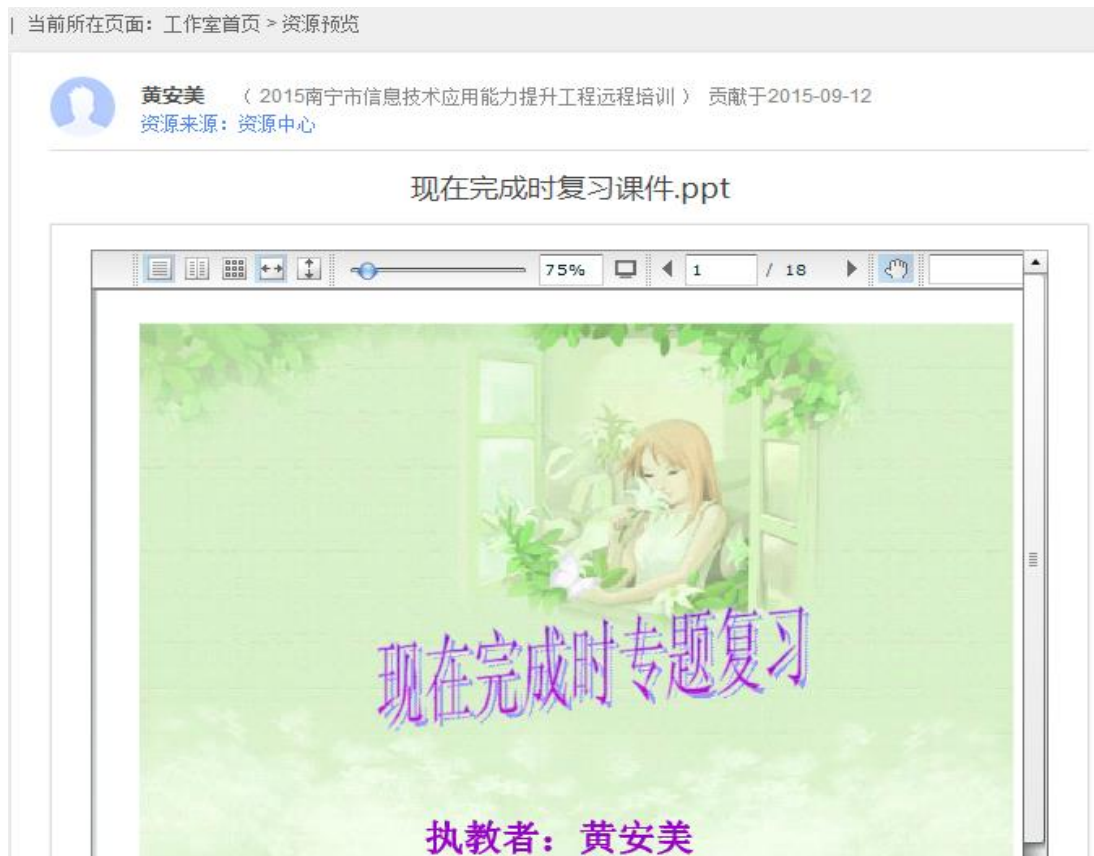 | 当前所在页面：工作室首页 > 资源预览
黄安美 （ 2015南宁市信息技术应用能力提升工程远程培训 ） 贡献于2015-09-12
资源来源：资源中心
现在完成时复习课件.ppt
75% 1 / 18
现在完成时专题复习
执教者：黄安美